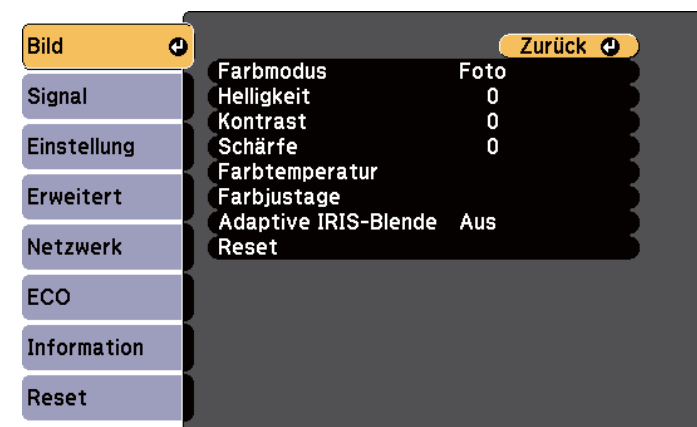 Bild
Signal
Einstellung
Erweitert
Netzwerk
ECO
Information
Reset
Zurück
Farbmodus Foto
Helligkeit 0
Kontrast 0
Schärfe 0
Farbtemperatur
Farbjustage
Adaptive IRIS-Blende Aus
Reset